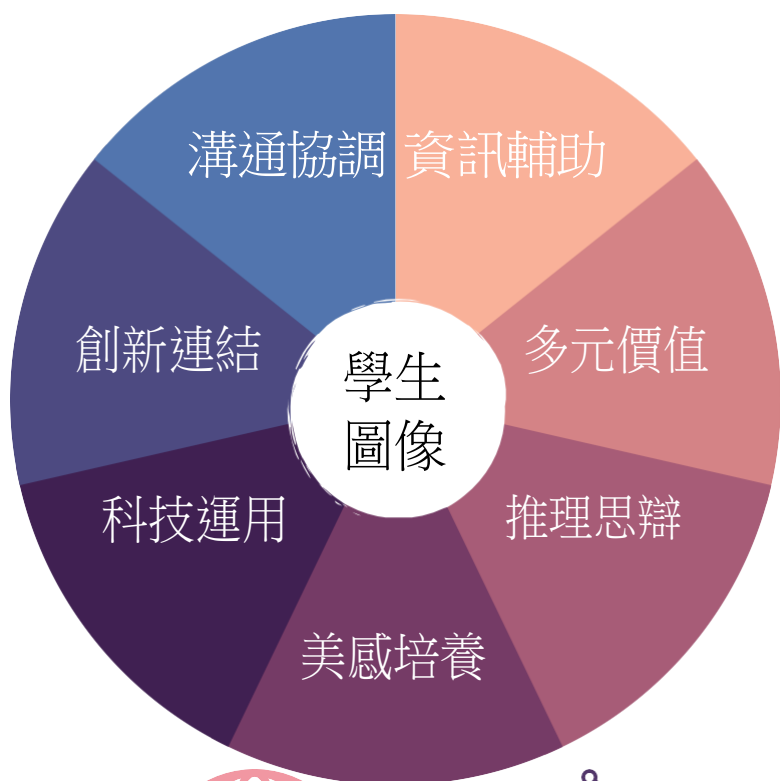 溝通協調
資訊輔助
創新連結
學生
圖像
多元價值
科技運用
推理思辯
美感培養